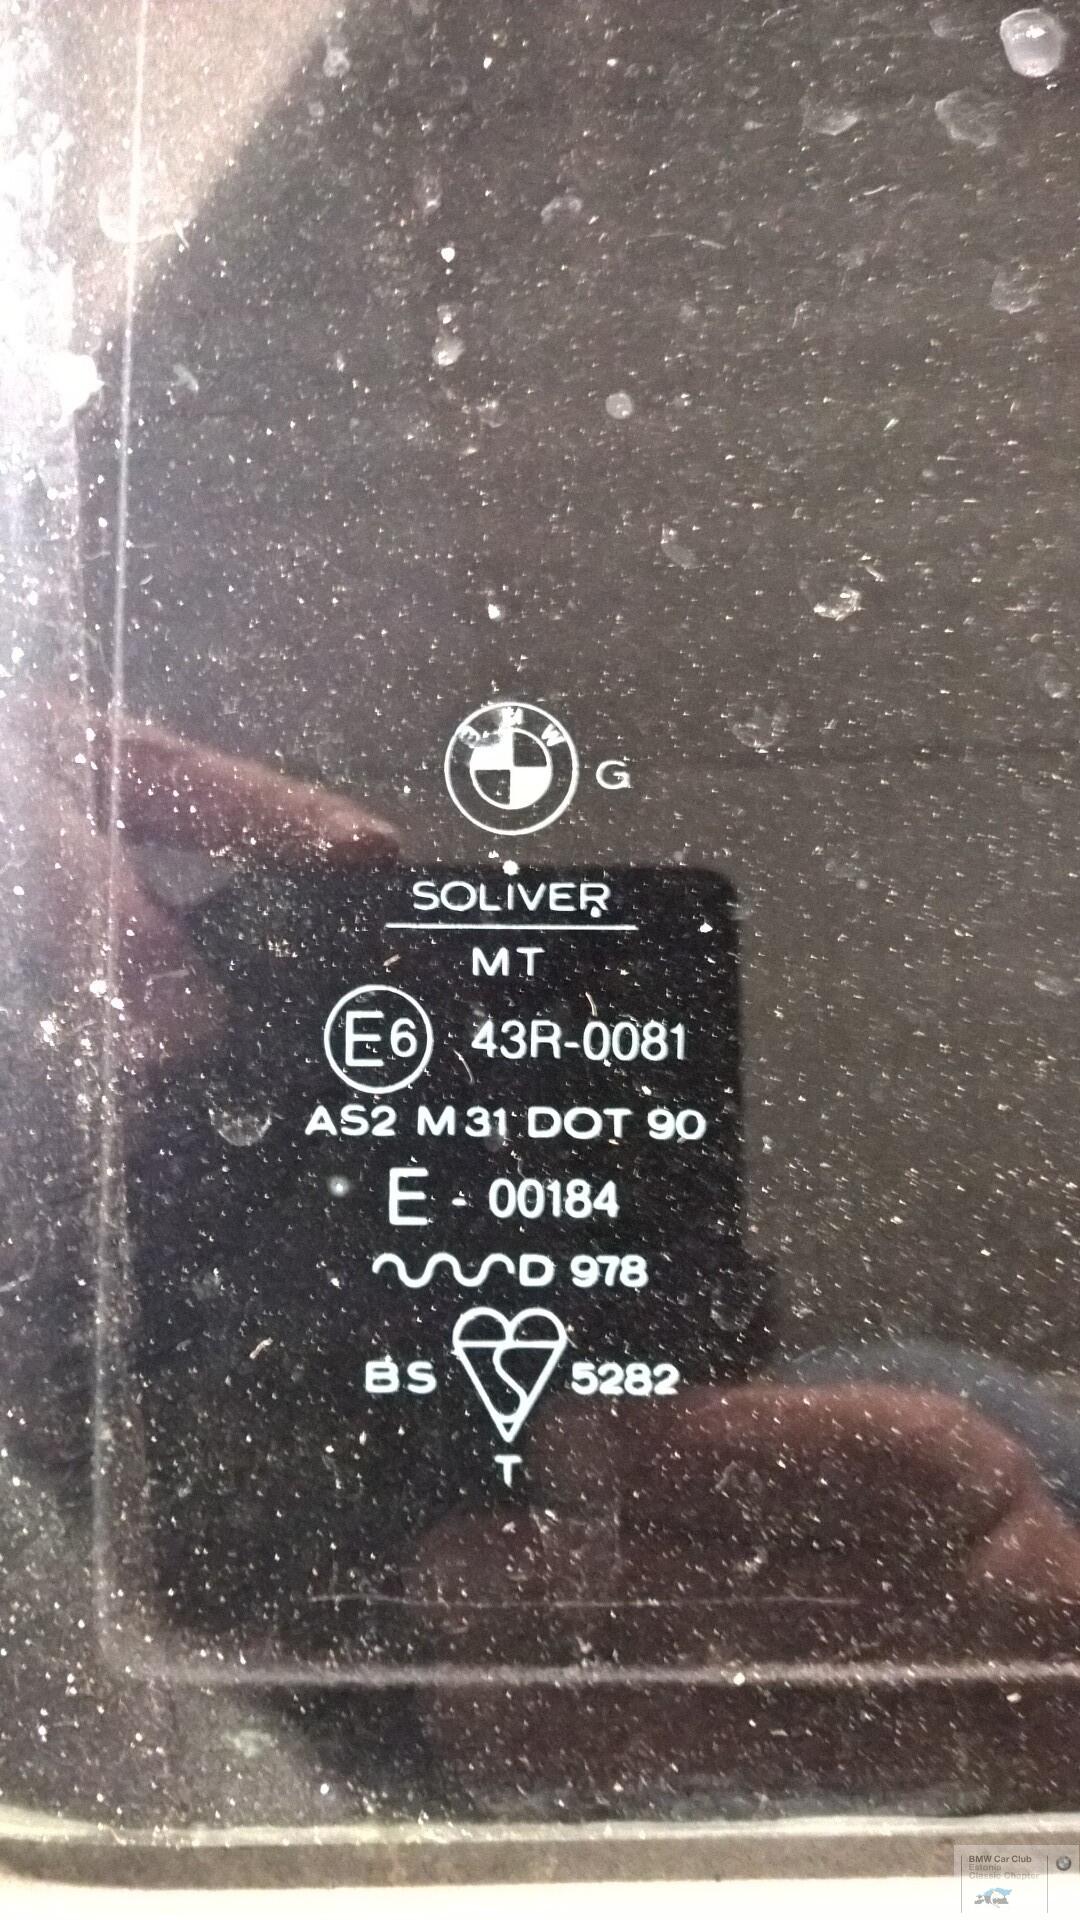 BMW G
SOLIVER
MT
E6 43R-0081
AS2 M31 DOT 90
E - 00184
D 978
BS 5282
T
BMW Car Club
Estonia
Classic Chapter